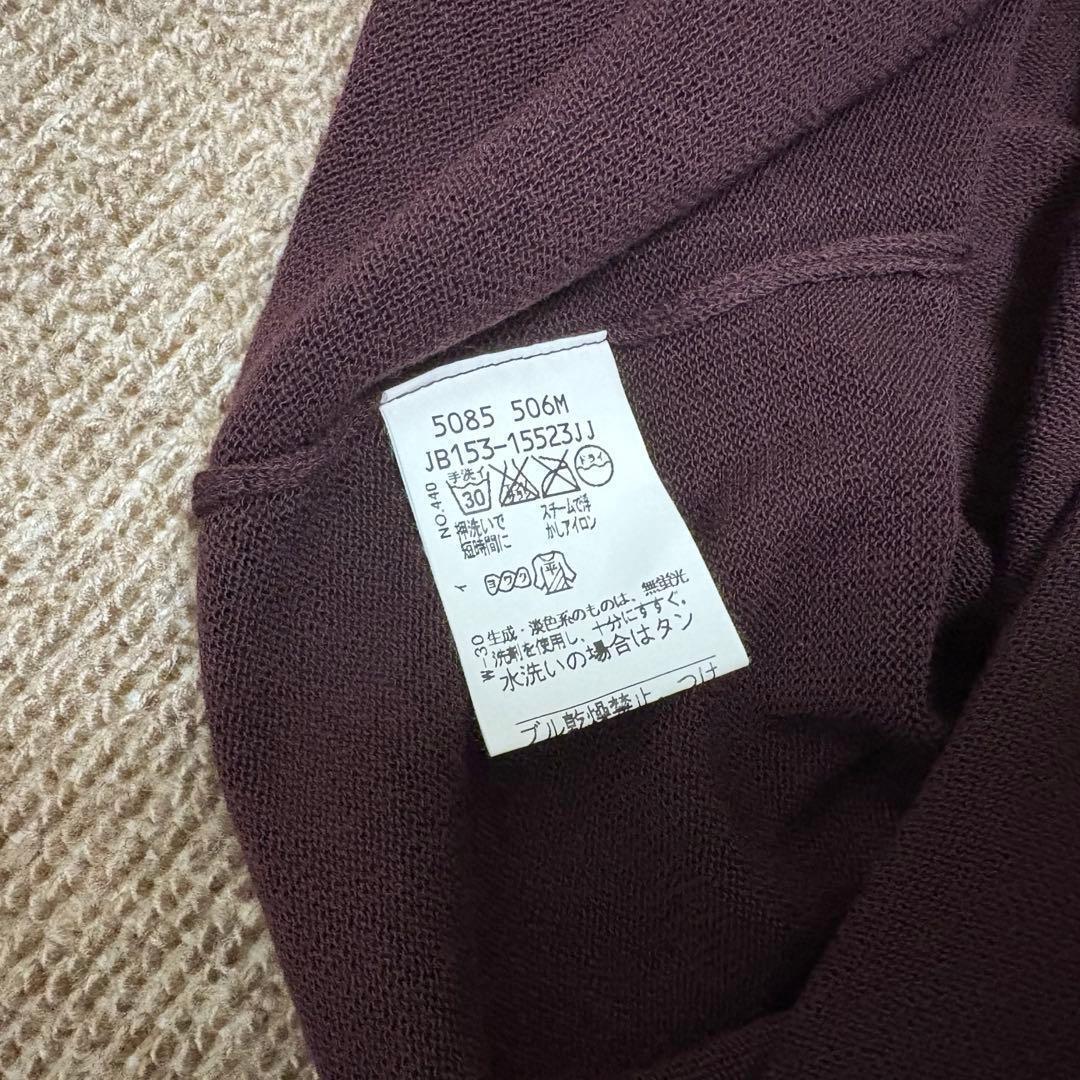 5085 506M
JB153-15523JJ
手洗イ
30
ドライ
押洗いで
短時間に
スチームで浮
かしアイロン
NO.440
イ
ヨワク
平
W-30
生成・淡色系のものは、無蛍光
洗剤を使用し、十分にすすぐ。
水洗いの場合はタン
ブル乾燥禁止 つけ